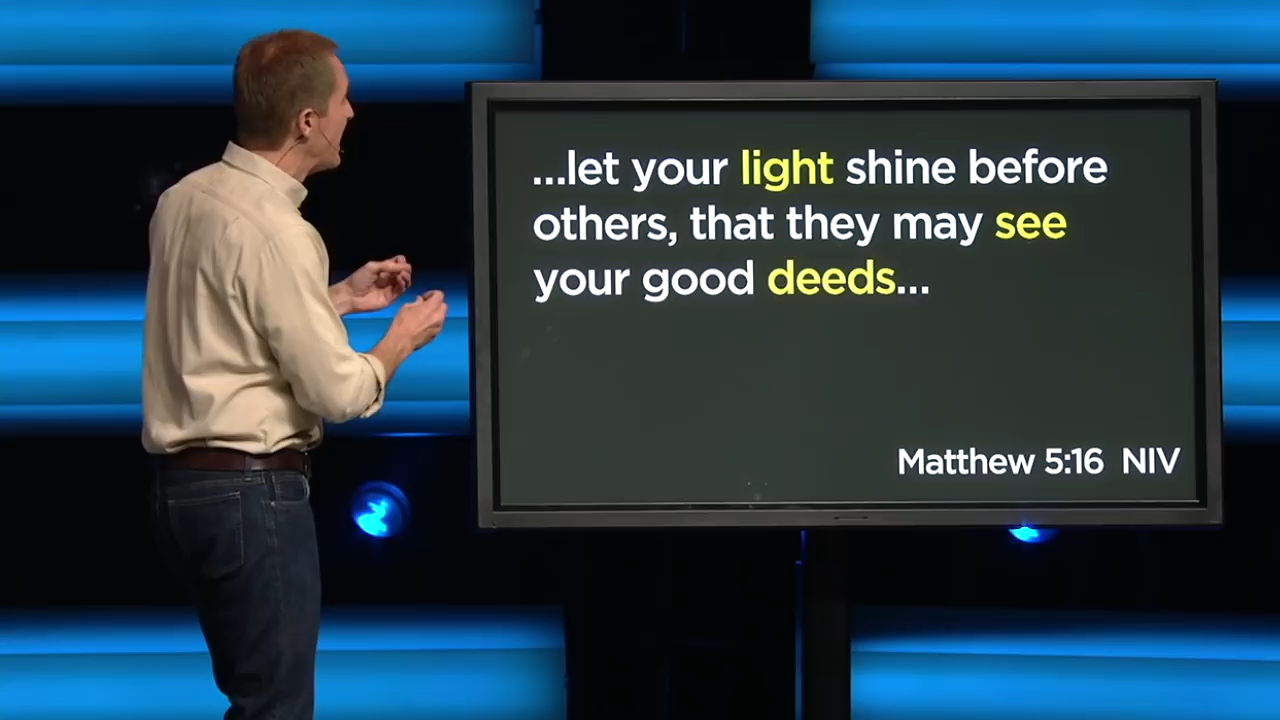 ...let your light shine before
others, that they may see
your good deeds...
Matthew 5:16 NIV